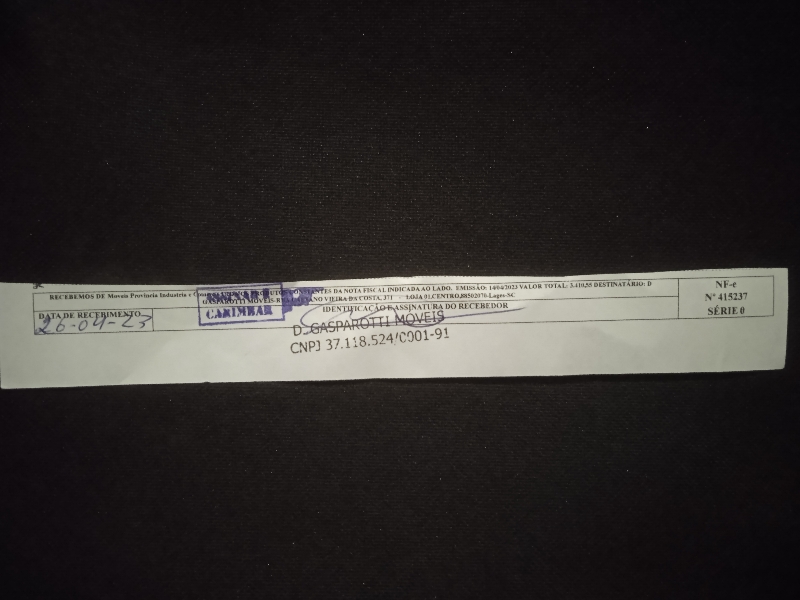 RECEBEMOS DE Moveis Provincia Industria e OS PRODUTOS CONSTANTES DA NOTA FISCAL INDICADA AO LADO. EMISSÃO: 14/04/2023 VALOR TOTAL: 3.410,55 DESTINATÁRIO: D
GASPAROTTI MOVEIS- CAETANO VIEIRA DA COSTA, 371 - LOJA 01,CENTRO,88502070-Lages-SC
NF-e
Nº 415237
SÉRIE 0
DATA DE RECEBIMENTO
26-04-23
CARIMBAR
IDENTIFICAÇÃO E ASSINATURA DO RECEBEDOR
D. GASPAROTTI MOVEIS
CNPJ 37.118.524/0001-91